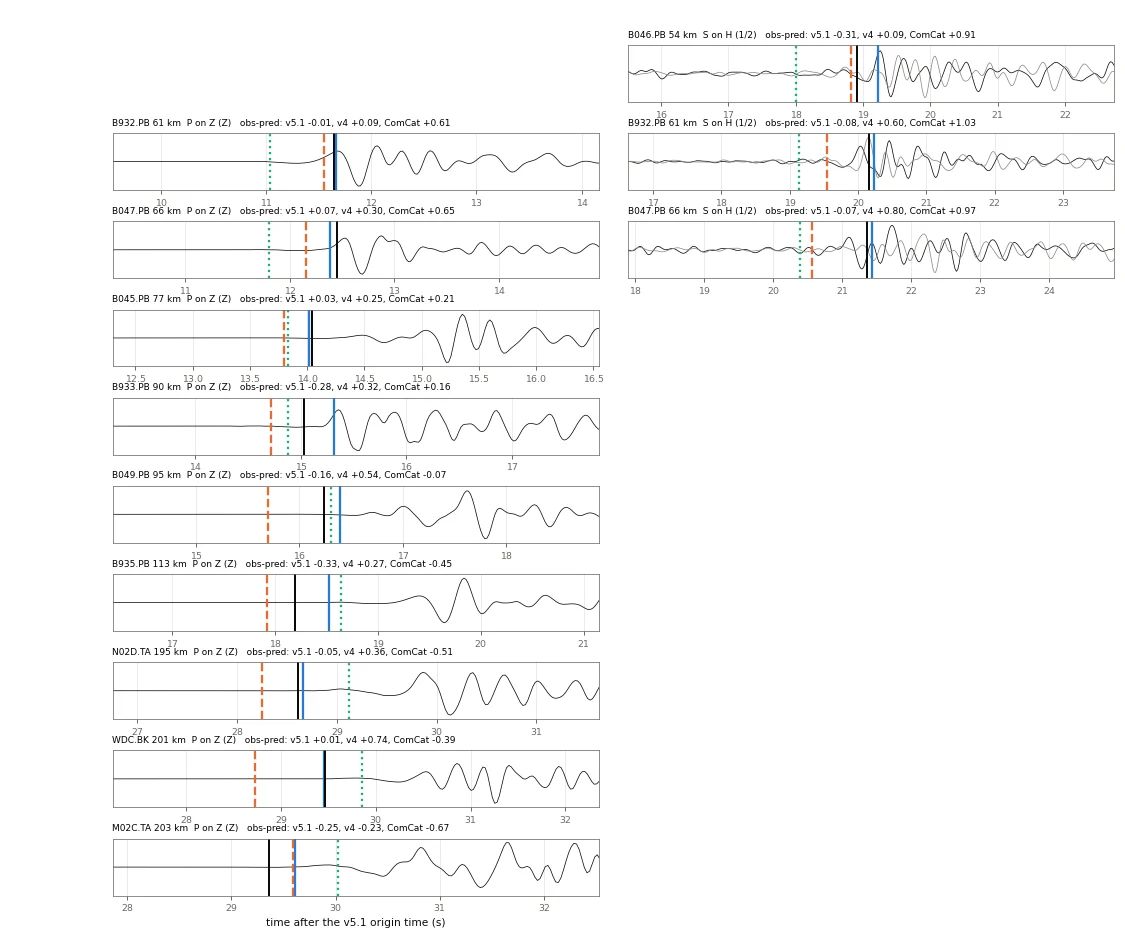 B046.PB 54 km  S on H (1/2)   obs-pred: v5.1 -0.31, v4 +0.09, ComCat +0.91
16 17 18 19 20 21 22
B932.PB 61 km  P on Z (Z)   obs-pred: v5.1 -0.01, v4 +0.09, ComCat +0.61
10 11 12 13 14
B932.PB 61 km  S on H (1/2)   obs-pred: v5.1 -0.08, v4 +0.60, ComCat +1.03
17 18 19 20 21 22 23
B047.PB 66 km  P on Z (Z)   obs-pred: v5.1 +0.07, v4 +0.30, ComCat +0.65
11 12 13 14
B047.PB 66 km  S on H (1/2)   obs-pred: v5.1 -0.07, v4 +0.80, ComCat +0.97
18 19 20 21 22 23 24
B045.PB 77 km  P on Z (Z)   obs-pred: v5.1 +0.03, v4 +0.25, ComCat +0.21
12.5 13.0 13.5 14.0 14.5 15.0 15.5 16.0 16.5
B933.PB 90 km  P on Z (Z)   obs-pred: v5.1 -0.28, v4 +0.32, ComCat +0.16
14 15 16 17
B049.PB 95 km  P on Z (Z)   obs-pred: v5.1 -0.16, v4 +0.54, ComCat -0.07
15 16 17 18
B935.PB 113 km  P on Z (Z)   obs-pred: v5.1 -0.33, v4 +0.27, ComCat -0.45
17 18 19 20 21
N02D.TA 195 km  P on Z (Z)   obs-pred: v5.1 -0.05, v4 +0.36, ComCat -0.51
27 28 29 30 31
WDC.BK 201 km  P on Z (Z)   obs-pred: v5.1 +0.01, v4 +0.74, ComCat -0.39
28 29 30 31 32
M02C.TA 203 km  P on Z (Z)   obs-pred: v5.1 -0.25, v4 -0.23, ComCat -0.67
28 29 30 31 32
time after the v5.1 origin time (s)